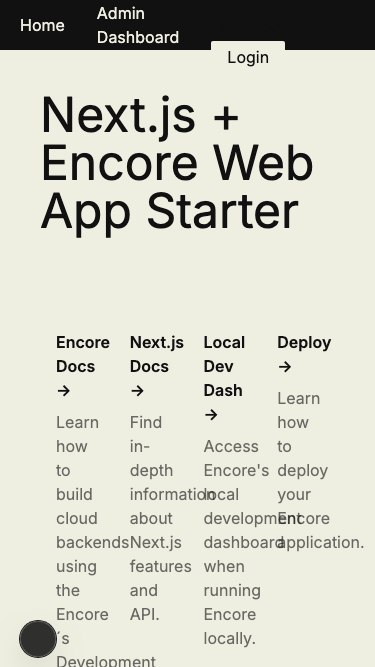 Home
Admin
Dashboard
Login
Next.js +
Encore Web
App Starter
Encore
Docs
→
Learn
how
to
build
cloud
backends
using
the
Encore
´s
Development
Next.js
Docs
→
Find
in-
depth
information
about
Next.js
features
and
API.
Local
Dev
Dash
→
Access
Encore's
local
development
dashboard
when
running
Encore
locally.
Deploy
→
Learn
how
to
deploy
your
Encore
application.